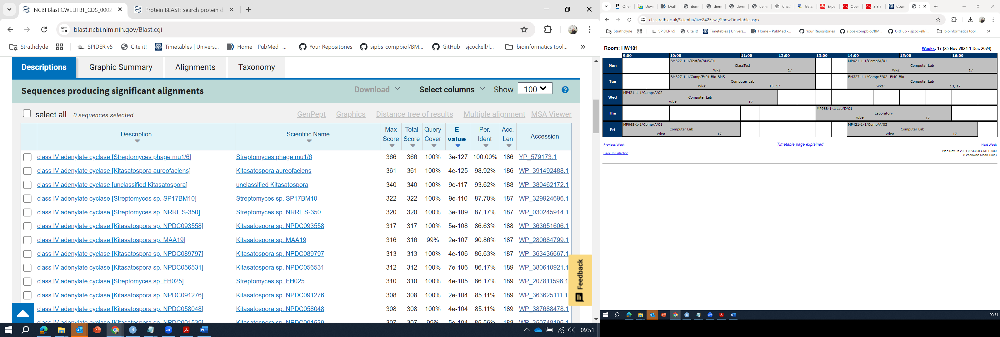 NCBI Blast:CWELIFBT_CDS_0002
Protein BLAST: search protein d
blast.ncbi.nlm.nih.gov/Blast.cgi
Strathclyde SPIDER v5 Cite it! Timetables | Univers... Home - PubMed -... Your Repositories sipbs-compbiol/BM... GitHub - sjcockell/l... bioinformatics tool... »
Descriptions Graphic Summary Alignments Taxonomy
Sequences producing significant alignments Download Select columns Show 100 ?
select all 0 sequences selected GenPept Graphics Distance tree of results Multiple alignment MSA Viewer
Description Scientific Name Max Score Total Score Query Cover E value Per. Ident Acc. Len Accession
class IV adenylate cyclase [Streptomyces phage mu1/6] Streptomyces phage mu1/6 366 366 100% 3e-127 100.00% 186 YP_579173.1
class IV adenylate cyclase [Kitasatospora aureofaciens] Kitasatospora aureofaciens 361 361 100% 4e-125 98.92% 186 WP_391492488.1
class IV adenylate cyclase [unclassified Kitasatospora] unclassified Kitasatospora 340 340 100% 9e-117 93.62% 188 WP_380462172.1
class IV adenylate cyclase [Streptomyces sp. SP17BM10] Streptomyces sp. SP17BM10 322 322 100% 9e-110 87.70% 187 WP_329924696.1
class IV adenylate cyclase [Streptomyces sp. NRRL S-350] Streptomyces sp. NRRL S-350 320 320 100% 3e-109 87.17% 187 WP_030245914.1
class IV adenylate cyclase [Kitasatospora sp. NPDC093558] Kitasatospora sp. NPDC093558 317 317 100% 5e-108 86.63% 188 WP_363651606.1
class IV adenylate cyclase [Kitasatospora sp. MAA19] Kitasatospora sp. MAA19 316 316 99% 2e-107 90.86% 187 WP_280684799.1
class IV adenylate cyclase [Kitasatospora sp. NPDC089797] Kitasatospora sp. NPDC089797 313 313 100% 4e-106 86.63% 187 WP_363436667.1
class IV adenylate cyclase [Kitasatospora sp. NPDC056531] Kitasatospora sp. NPDC056531 312 312 100% 7e-106 86.17% 189 WP_380610921.1
class IV adenylate cyclase [Streptomyces sp. FH025] Streptomyces sp. FH025 310 310 100% 4e-105 86.17% 189 WP_207811596.1
class IV adenylate cyclase [Kitasatospora sp. NPDC091276] Kitasatospora sp. NPDC091276 308 308 100% 2e-104 85.11% 189 WP_363625111.1
class IV adenylate cyclase [Kitasatospora sp. NPDC058048] Kitasatospora sp. NPDC058048 308 308 100% 4e-104 85.11% 189 WP_387688478.1
class IV adenylate cyclase [Kitasatospora sp. NPDC001539] Kitasatospora sp. NPDC001539 307 307 99% 5e-104 85.56% 188 WP_350748196.1
Feedback
09:51
One Dow Draft dem dem dem dem Chat Gala Expa Ope SIB S Cour
cts.strath.ac.uk/Scientia/live2425sws/ShowTimetable.aspx
Strathclyde SPIDER v5 Cite it! Timetables | Univers... Home - PubMed -... Your Repositories sipbs-compbiol/BM... GitHub - sjcockell/l... bioinformatics tool... »
Room: HW101 Weeks: 17 (25 Nov 2024-1 Dec 2024)
9:00 10:00 11:00 12:00 13:00 14:00 15:00 16:00
BM327-1-1/Test/A/BMS/01 MP421-1-1/Comp/A/01
Mon ClassTest Computer Lab
Wks: 17 Wks: 17
BM327-1-1/Comp/E/01 Bio-BMS BM327-1-1/Comp/E/02 -BMS-Bio
Tue Computer Lab Computer Lab
Wks: 13, 17 Wks: 13, 17
MP421-1-1/Comp/A/02
Wed Computer Lab
Wks: 17
MP968-1-1/Lab/D/01
Thu Laboratory
Wks: 17
MP968-1-1/Comp/A/01 MP421-1-1/Comp/A/03
Fri Computer Lab Computer Lab
Wks: 17 Wks: 17
Previous Week Timetable page explained Next Week
Back To Selection Wed Nov 06 2024 09:33:05 GMT+0000
(Greenwich Mean Time)
09:51